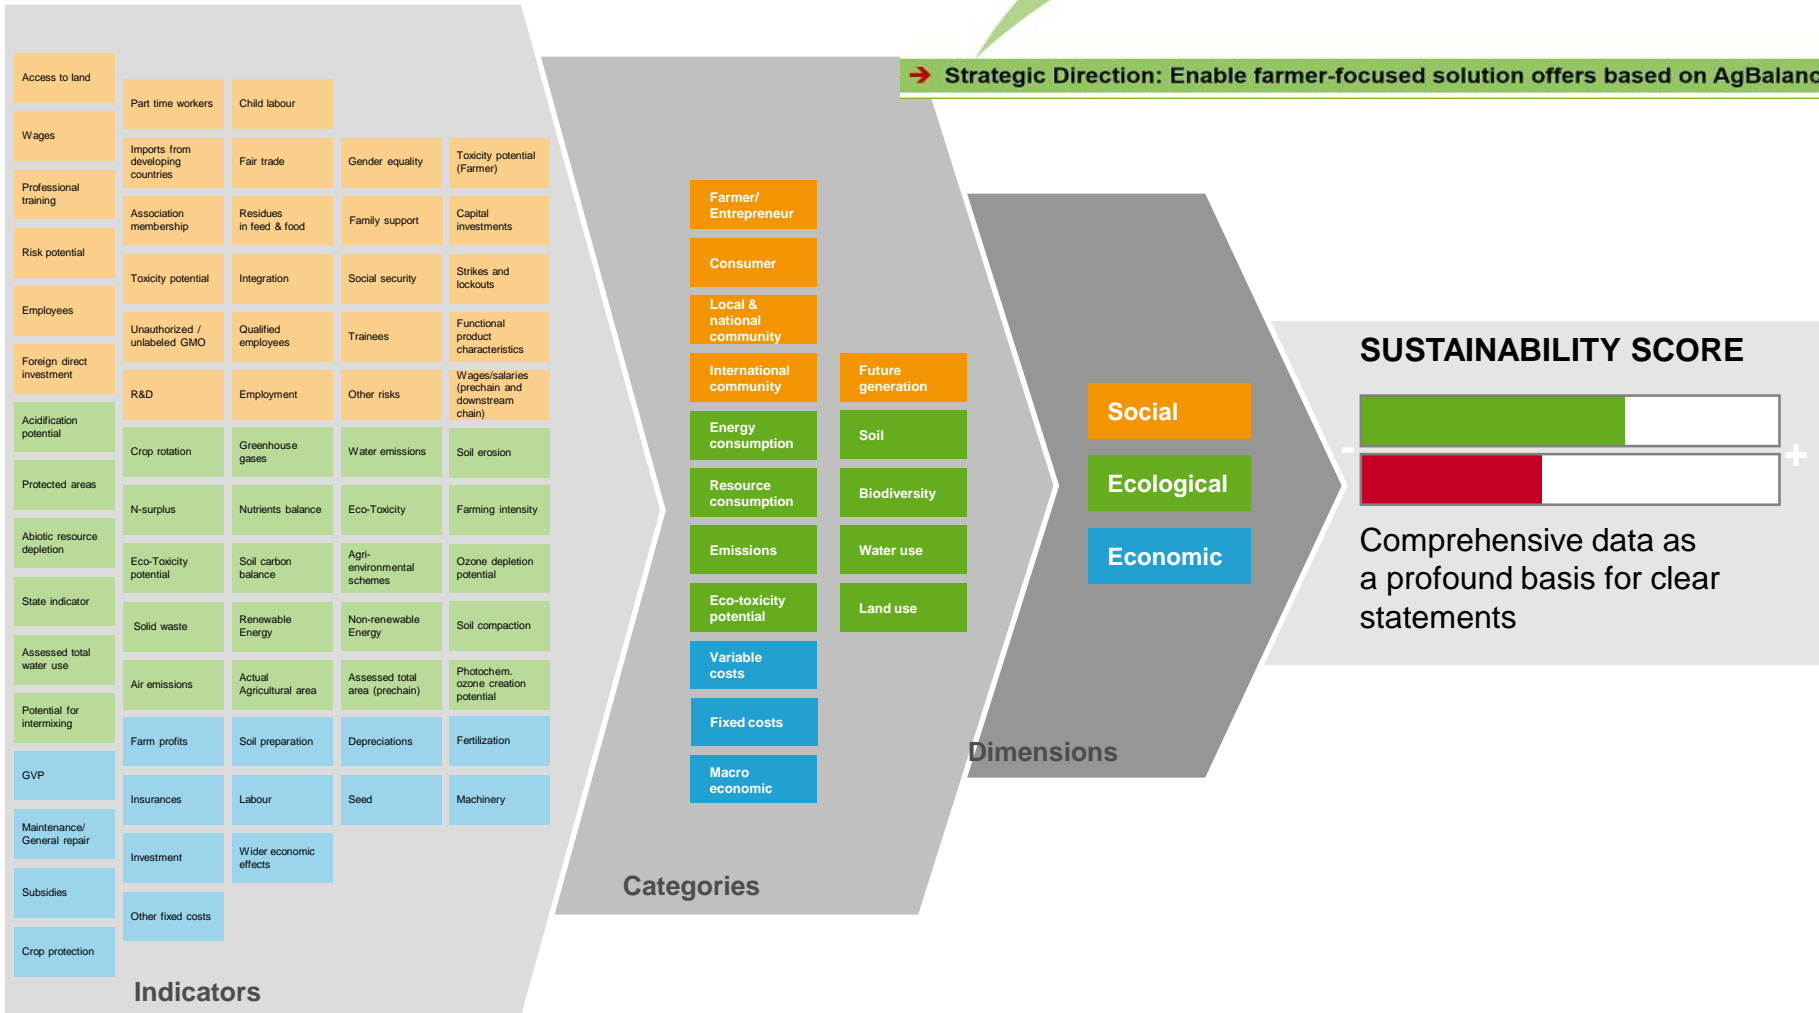 → Strategic Direction: Enable farmer-focused solution offers based on AgBalanc
Access to land
Wages
Professional
training
Risk potential
Employees
Foreign direct
investment
Acidification
potential
Protected areas
Abiotic resource
depletion
State indicator
Assessed total
water use
Potential for
intermixing
GVP
Maintenance/
General repair
Subsidies
Crop protection
Part time workers
Imports from
developing
countries
Association
membership
Toxicity potential
Unauthorized /
unlabeled GMO
R&D
Crop rotation
N-surplus
Eco-Toxicity
potential
Solid waste
Air emissions
Farm profits
Insurances
Investment
Other fixed costs
Child labour
Fair trade
Residues
in feed & food
Integration
Qualified
employees
Employment
Greenhouse
gases
Nutrients balance
Soil carbon
balance
Renewable
Energy
Actual
Agricultural area
Soil preparation
Labour
Wider economic
effects
Gender equality
Family support
Social security
Trainees
Other risks
Water emissions
Eco-Toxicity
Agri-
environmental
schemes
Non-renewable
Energy
Assessed total
area (prechain)
Depreciations
Seed
Toxicity potential
(Farmer)
Capital
investments
Strikes and
lockouts
Functional
product
characteristics
Wages/salaries
(prechain and
downstream
chain)
Soil erosion
Farming intensity
Ozone depletion
potential
Soil compaction
Photochem.
ozone creation
potential
Fertilization
Machinery
Indicators
Farmer/
Entrepreneur
Consumer
Local &
national
community
International
community
Energy
consumption
Resource
consumption
Emissions
Eco-toxicity
potential
Variable
costs
Fixed costs
Macro
economic
Future
generation
Soil
Biodiversity
Water use
Land use
Categories
Social
Ecological
Economic
Dimensions
SUSTAINABILITY SCORE
-
+
Comprehensive data as
a profound basis for clear
statements